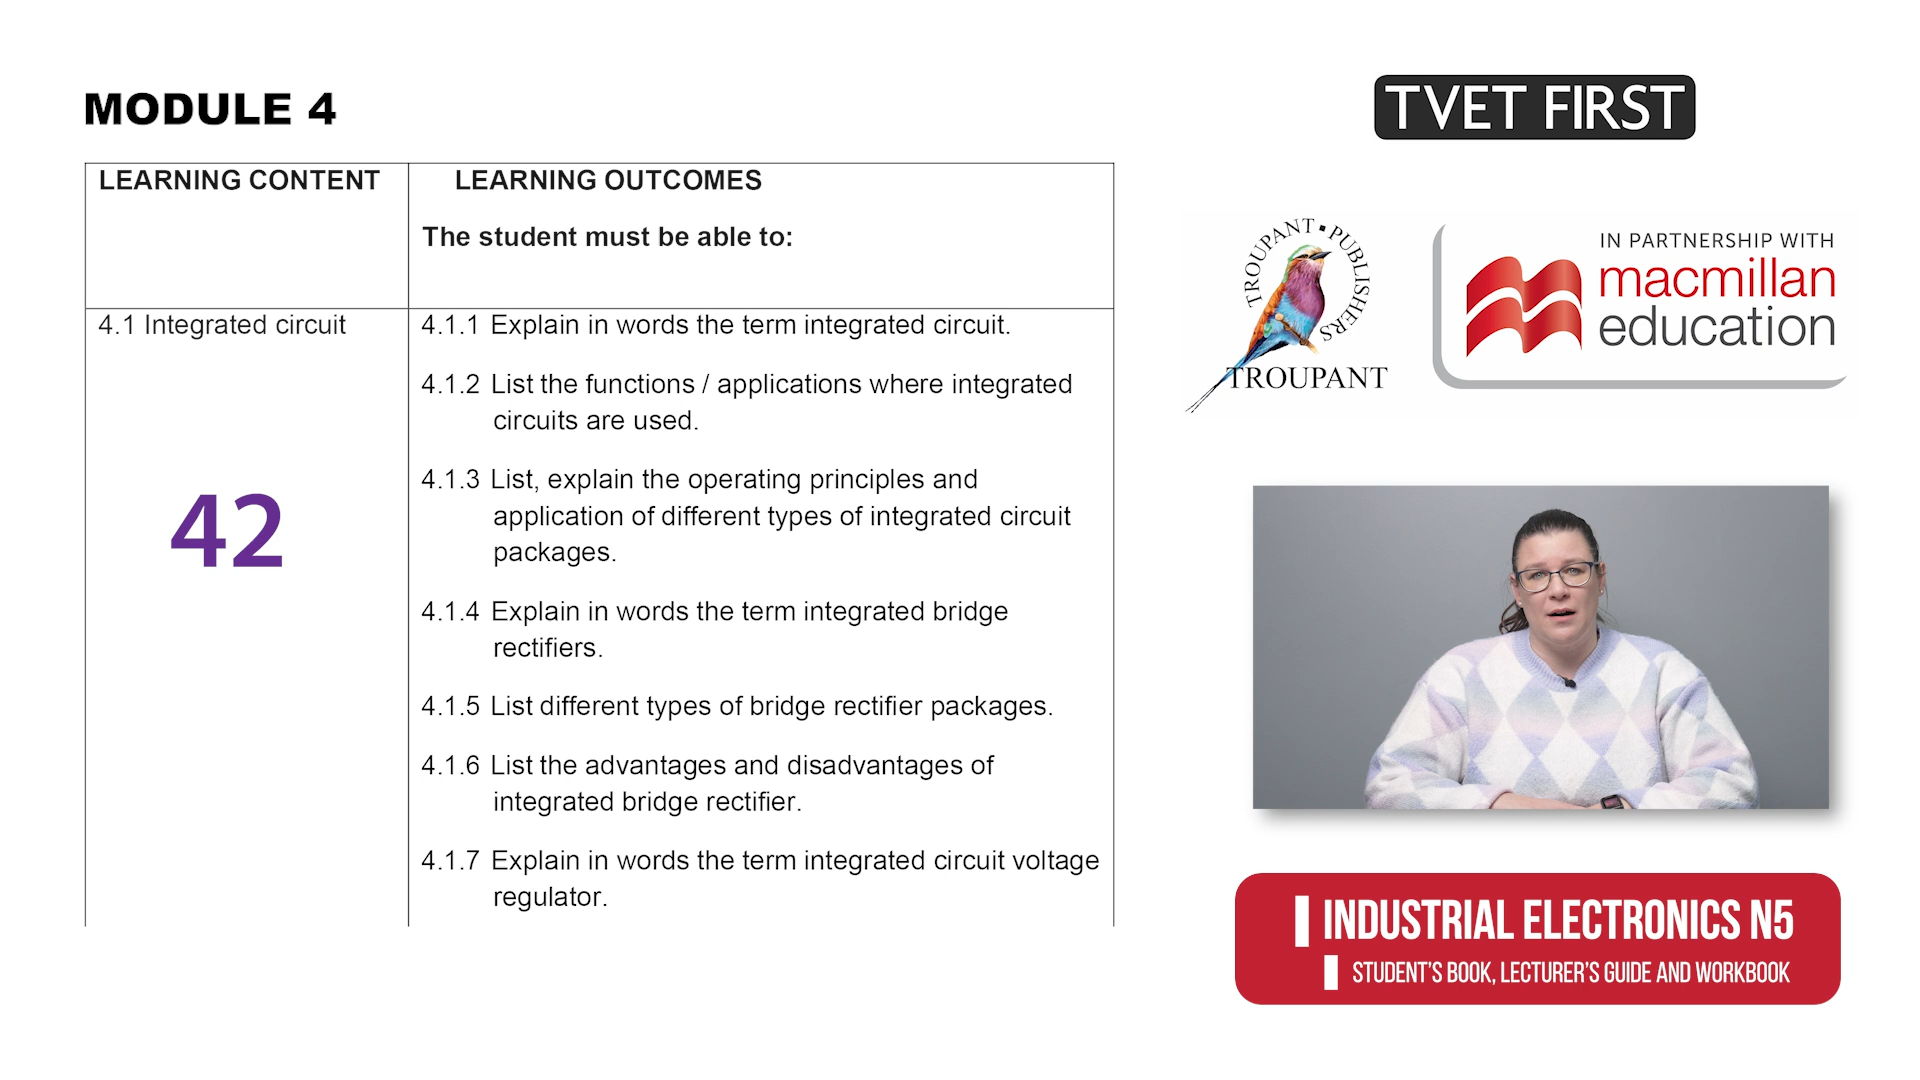 MODULE 4
LEARNING CONTENT
LEARNING OUTCOMES
The student must be able to:
4.1 Integrated circuit
42
4.1.1 Explain in words the term integrated circuit.
4.1.2 List the functions / applications where integrated
circuits are used.
4.1.3 List, explain the operating principles and
application of different types of integrated circuit
packages.
4.1.4 Explain in words the term integrated bridge
rectifiers.
4.1.5 List different types of bridge rectifier packages.
4.1.6 List the advantages and disadvantages of
integrated bridge rectifier.
4.1.7 Explain in words the term integrated circuit voltage
regulator.
TVET FIRST
TROUPANT PUBLISHERS
TROUPANT
IN PARTNERSHIP WITH
macmillan
education
INDUSTRIAL ELECTRONICS N5
STUDENT'S BOOK, LECTURER'S GUIDE AND WORKBOOK